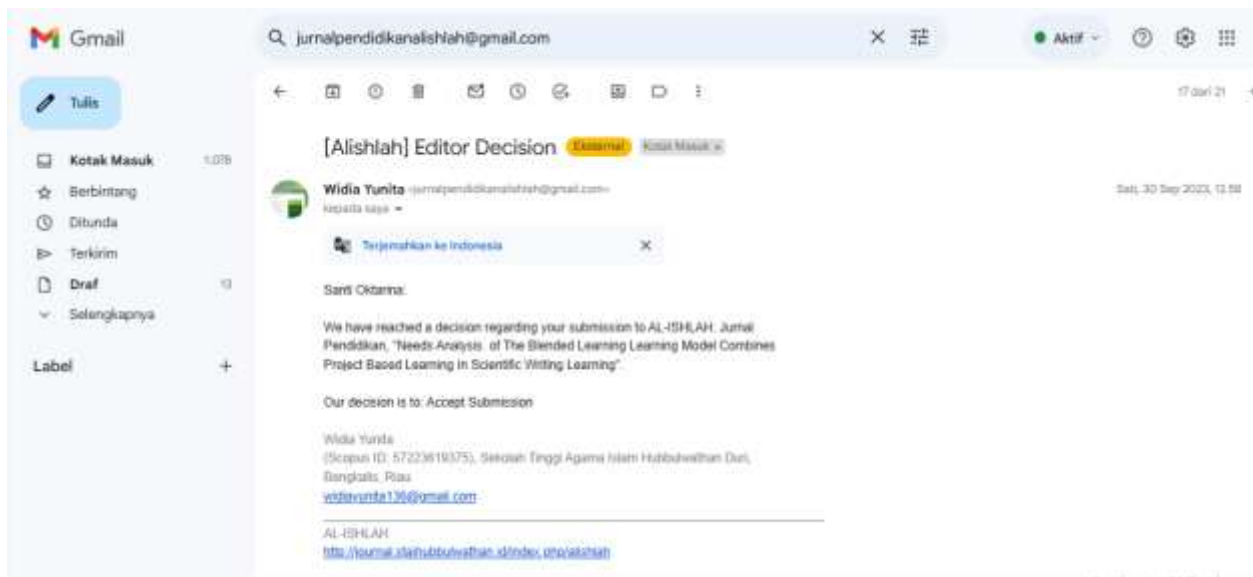 Gmail
jurnalpendidikanalishlah@gmail.com
Aktif
Tulis
17 dari 21
[Alishlah] Editor Decision Eksternal Kotak Masuk x
Kotak Masuk 1.078
Widia Yunita <jurnalpendidikanalishlah@gmail.com>
Sab, 30 Sep 2023, 12.58
kepada saya
Berbintang
Ditunda
Terjemahkan ke Indonesia
Terkirim
Draf 13
Selengkapnya
Label
Santi Oktarina:
We have reached a decision regarding your submission to AL-ISHLAH: Jurnal
Pendidikan, "Needs Analysis of The Blended Learning Learning Model Combines
Project Based Learning in Scientific Writing Learning".
Our decision is to: Accept Submission
Widia Yunita
(Scopus ID: 57223619375), Sekolah Tinggi Agama Islam Hubbulwathan Duri,
Bengkalis, Riau
widiayunita136@gmail.com
AL-ISHLAH
http://journal.staihubbulwathan.id/index.php/alishlah